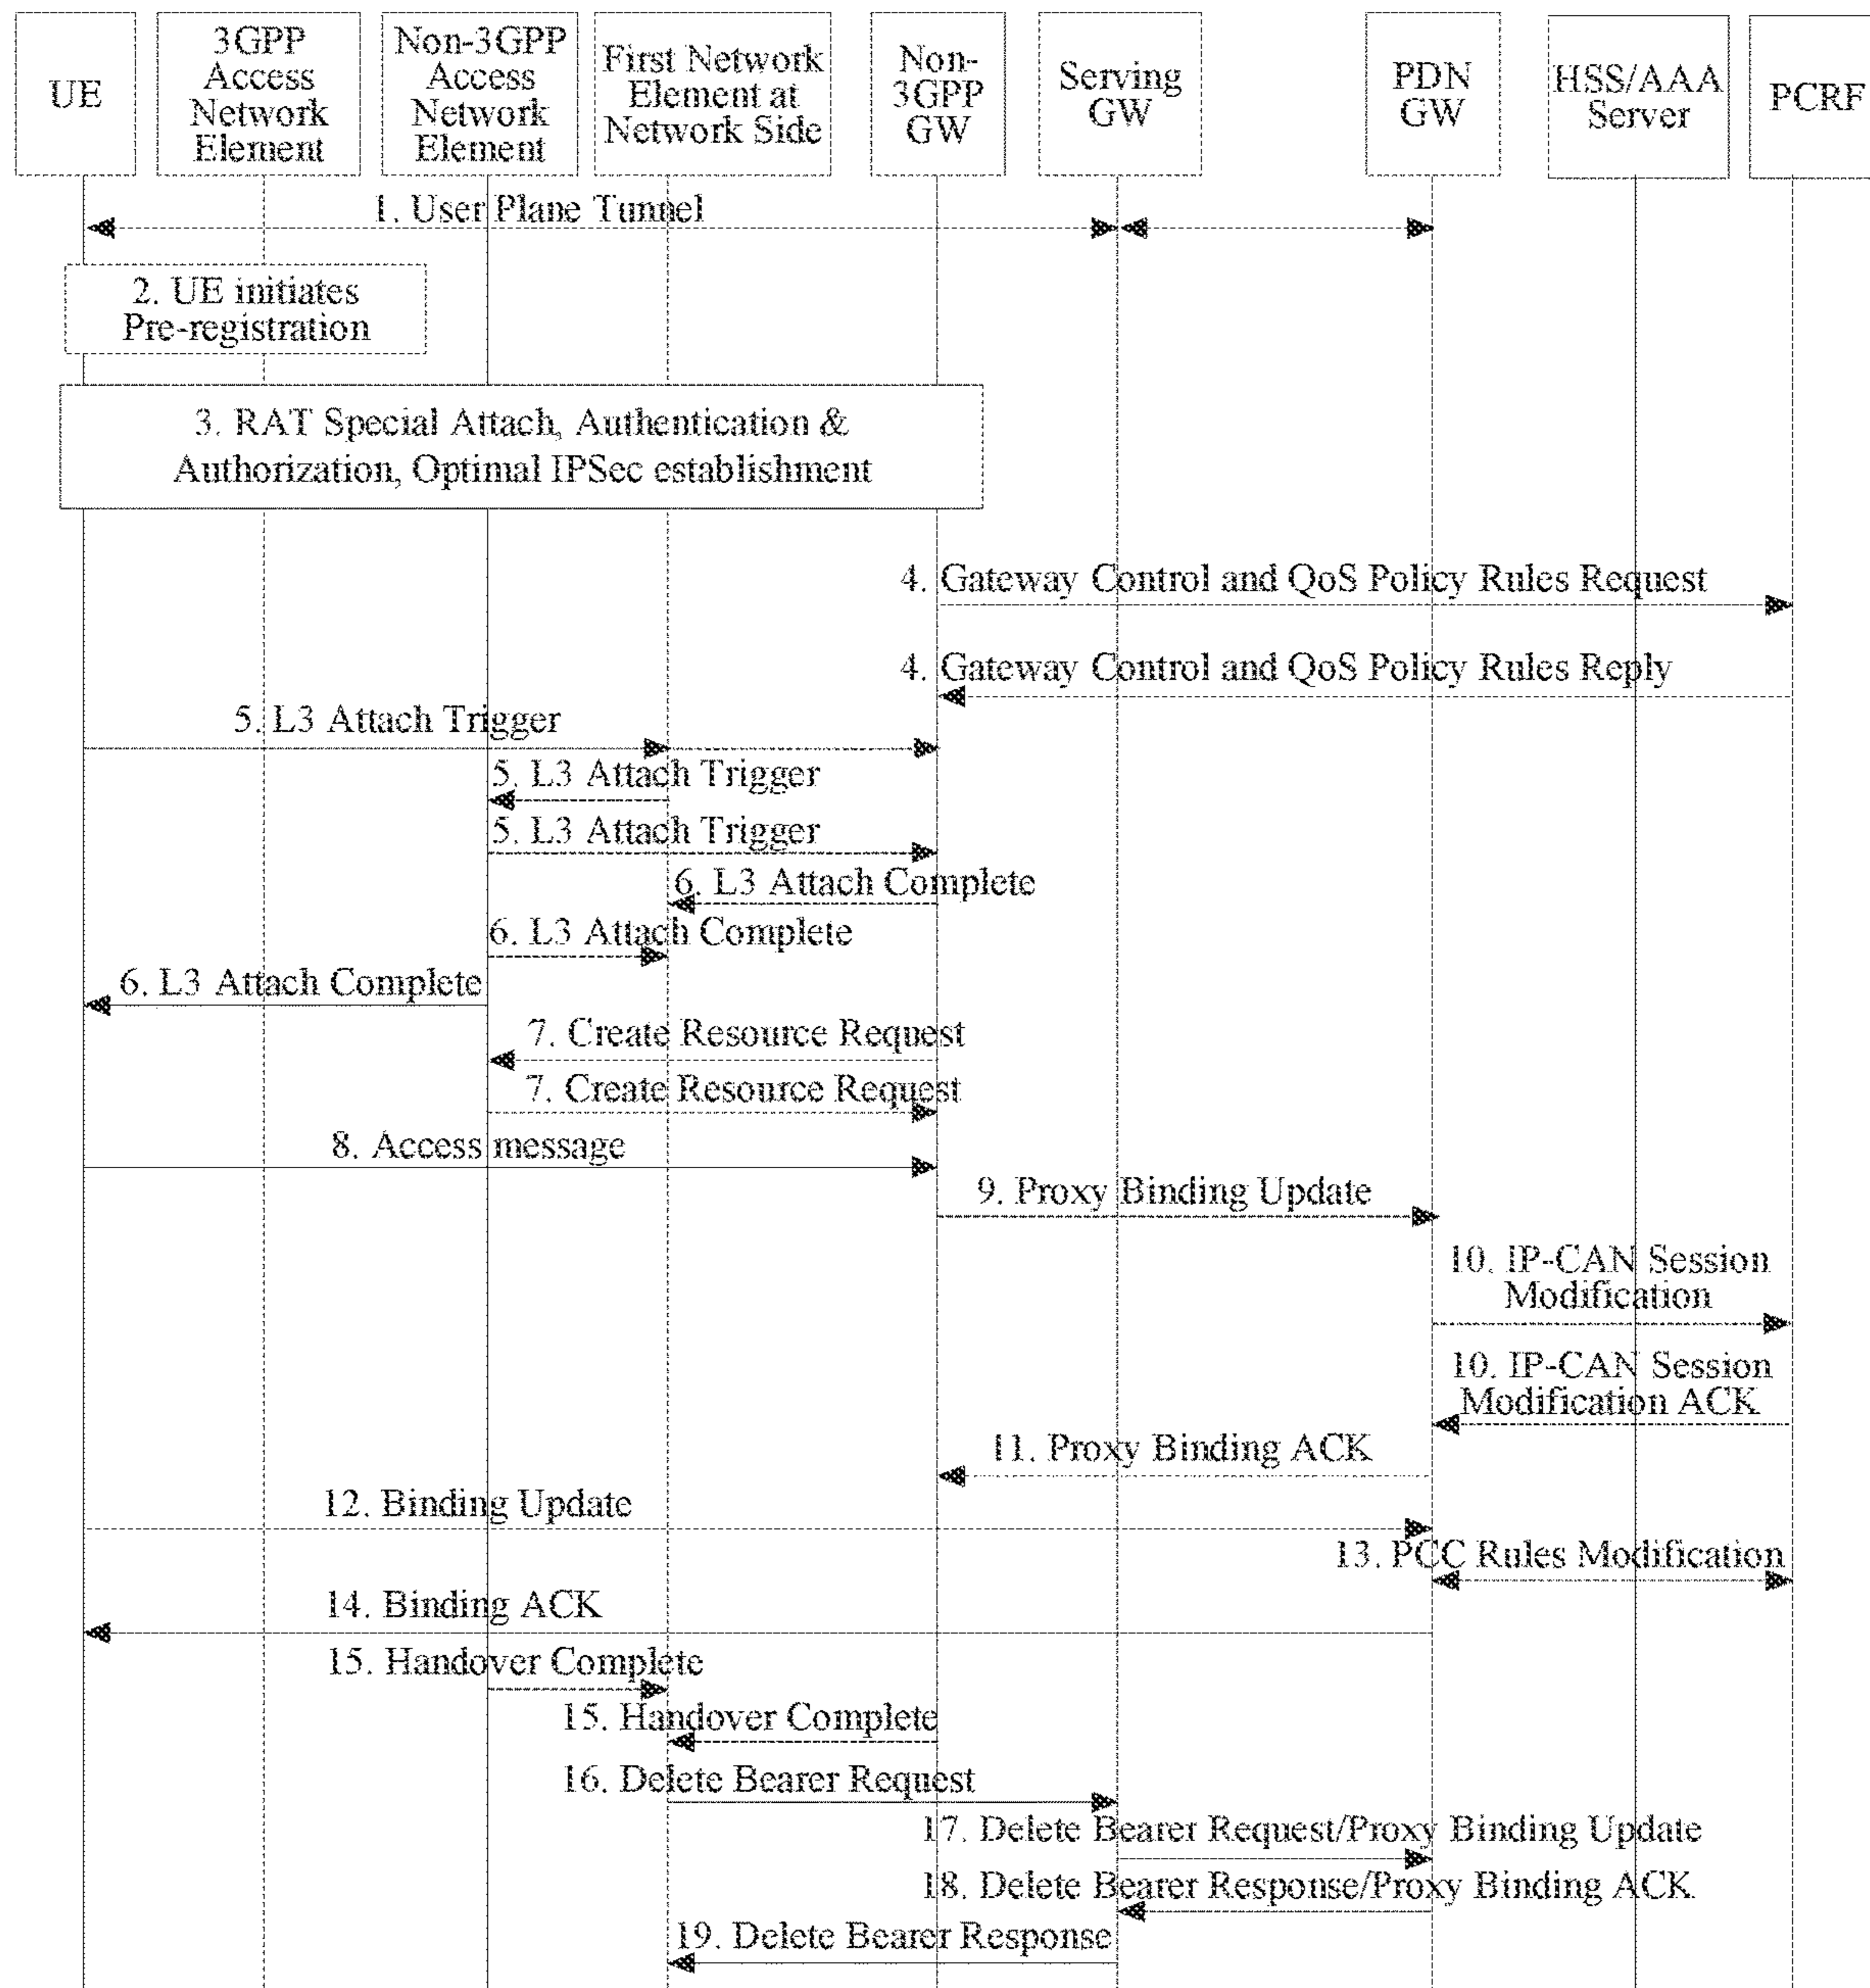 UE
3GPP
Access
Network
Element
Non-3GPP
Access
Network
Element
First Network
Element at
Network Side
Non-
3GPP
GW
Serving
GW
PDN
GW
HSS/AAA
Server
PCRF
1. User Plane Tunnel
2. UE initiates
Pre-registration
3. RAT Special Attach, Authentication &
Authorization, Optimal IPSec establishment
4. Gateway Control and QoS Policy Rules Request
4. Gateway Control and QoS Policy Rules Reply
5. L3 Attach Trigger
5. L3 Attach Trigger
5. L3 Attach Trigger
6. L3 Attach Complete
6. L3 Attach Complete
6. L3 Attach Complete
7. Create Resource Request
7. Create Resource Request
8. Access message
9. Proxy Binding Update
10. IP-CAN Session
Modification
10. IP-CAN Session
Modification ACK
11. Proxy Binding ACK
12. Binding Update
13. PCC Rules Modification
14. Binding ACK
15. Handover Complete
15. Handover Complete
16. Delete Bearer Request
17. Delete Bearer Request/Proxy Binding Update
18. Delete Bearer Response/Proxy Binding ACK
19. Delete Bearer Response